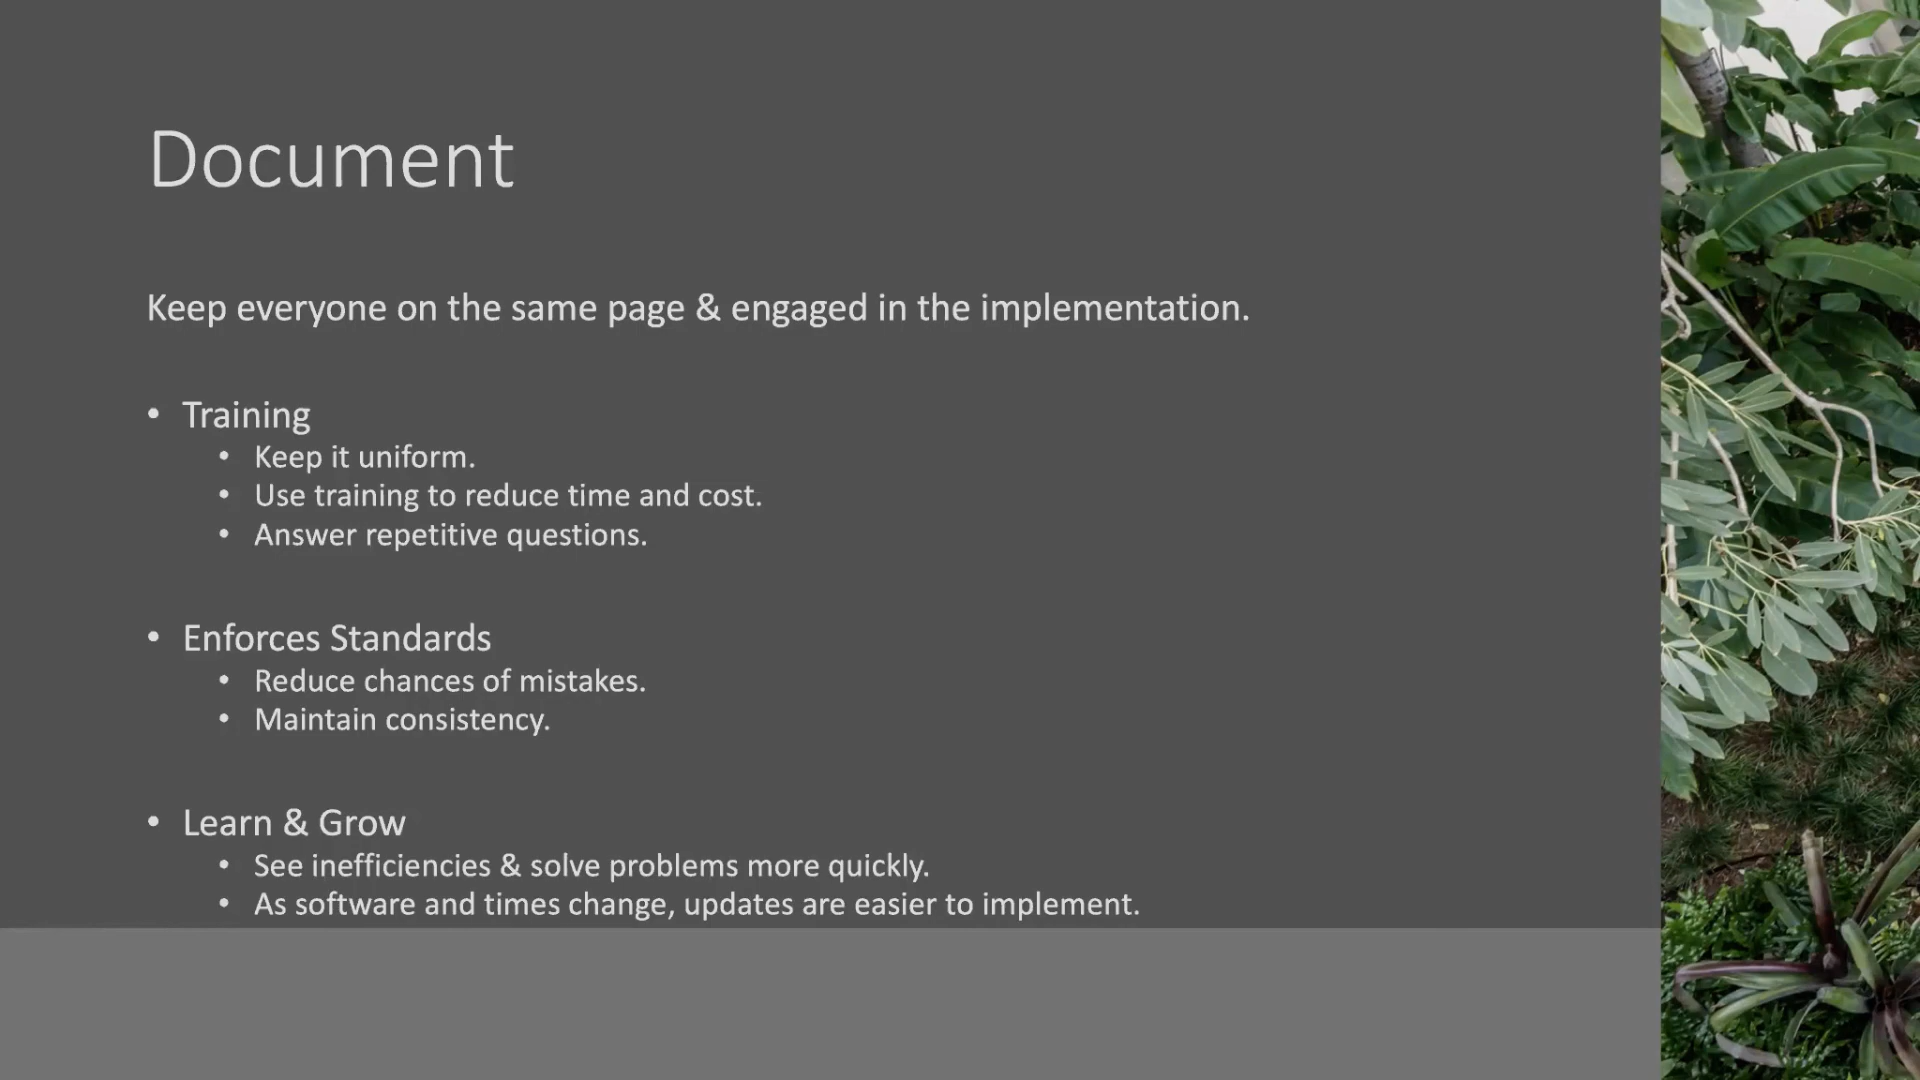 Document
Keep everyone on the same page & engaged in the implementation.
• Training
• Keep it uniform.
• Use training to reduce time and cost.
• Answer repetitive questions.
• Enforces Standards
• Reduce chances of mistakes.
• Maintain consistency.
• Learn & Grow
• See inefficiencies & solve problems more quickly.
• As software and times change, updates are easier to implement.